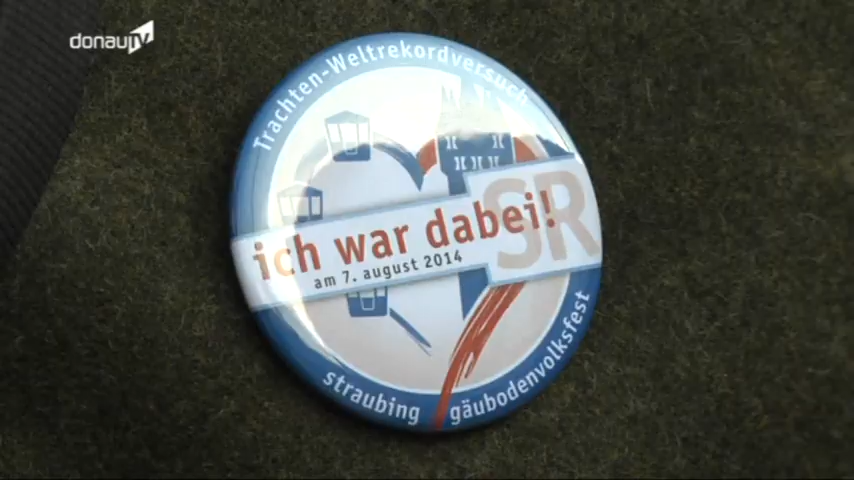 donauTV
Trachten-Weltrekordversuch
SR
ich war dabei!
am 7. august 2014
straubing gäubodenvolksfest